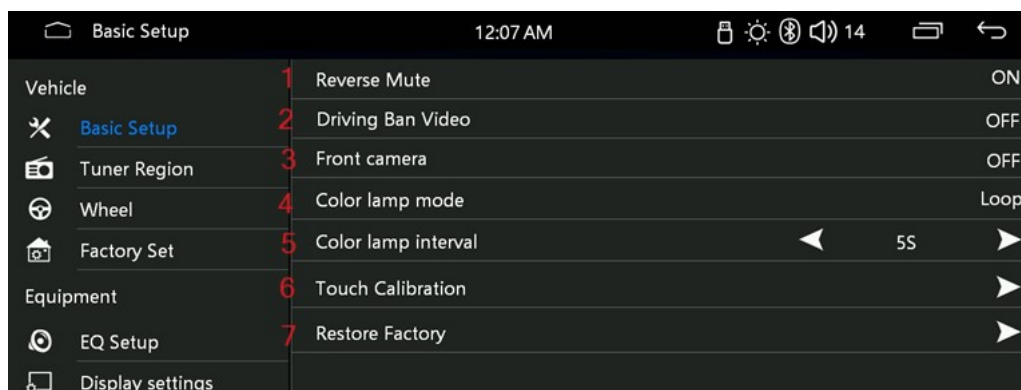 Basic Setup 12:07 AM 14
Vehicle
Basic Setup
Tuner Region
Wheel
Factory Set
Equipment
EQ Setup
Display settings
1 Reverse Mute ON
2 Driving Ban Video OFF
3 Front camera OFF
4 Color lamp mode Loop
5 Color lamp interval 5S
6 Touch Calibration
7 Restore Factory